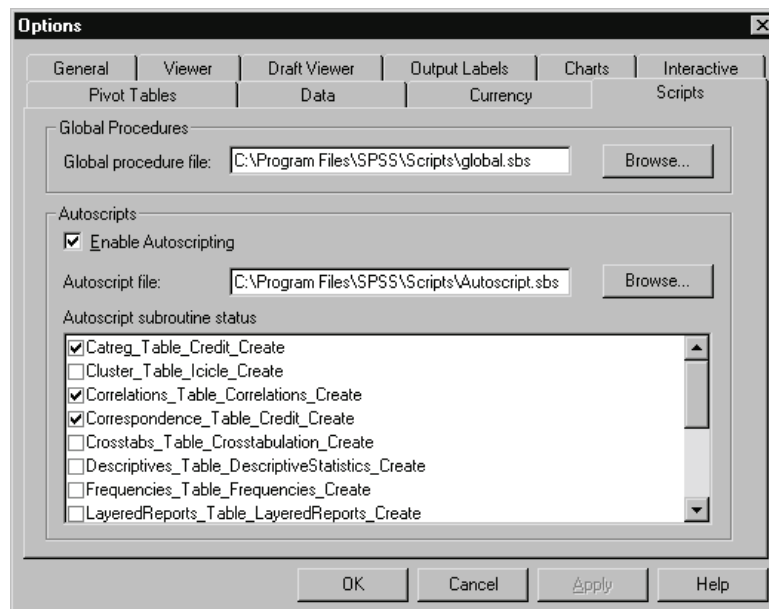 Options
General Viewer Draft Viewer Output Labels Charts Interactive
Pivot Tables Data Currency Scripts
Global Procedures
Global procedure file: C:\Program Files\SPSS\Scripts\global.sbs Browse...
Autoscripts
Enable Autoscripting
Autoscript file: C:\Program Files\SPSS\Scripts\Autoscript.sbs Browse...
Autoscript subroutine status
Catreg_Table_Credit_Create
Cluster_Table_Icicle_Create
Correlations_Table_Correlations_Create
Correspondence_Table_Credit_Create
Crosstabs_Table_Crosstabulation_Create
Descriptives_Table_DescriptiveStatistics_Create
Frequencies_Table_Frequencies_Create
LayeredReports_Table_LayeredReports_Create
OK Cancel Apply Help